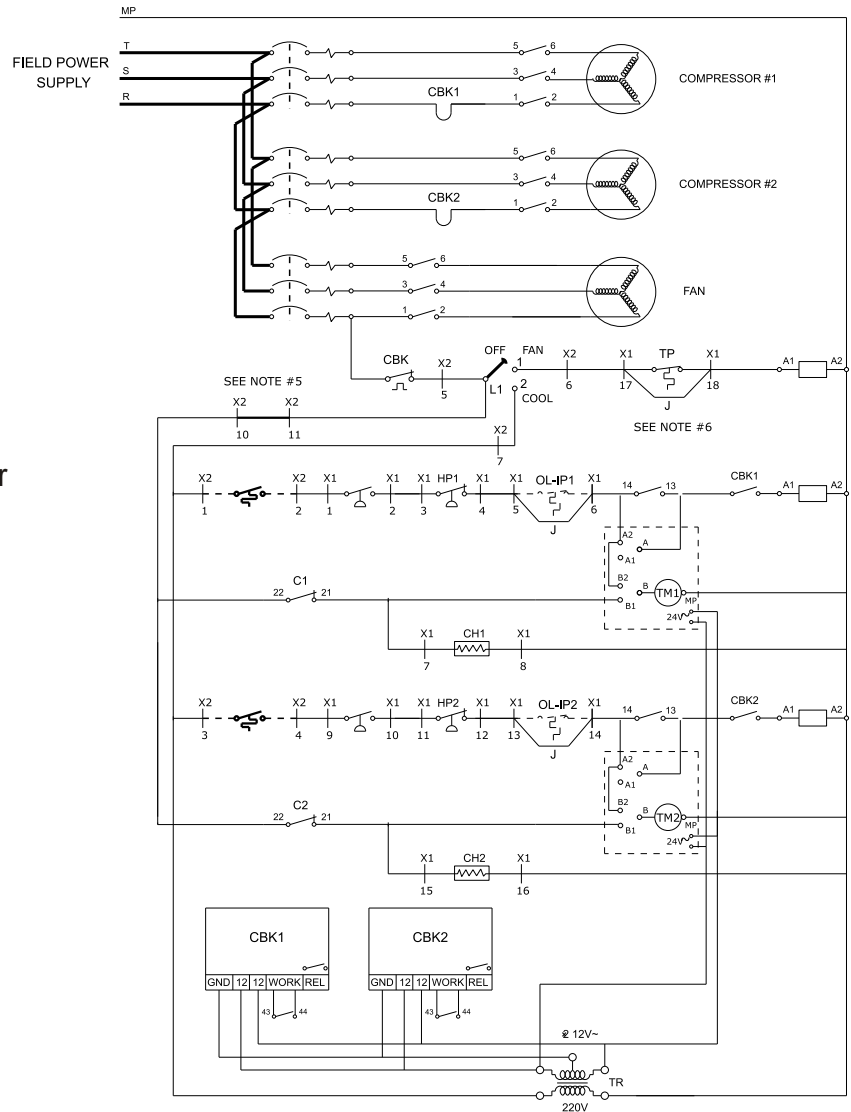 MP
T
FIELD POWER
SUPPLY
S
R
5 6
3 4
CBK1
1 2
COMPRESSOR #1
5 6
3 4
CBK2
1 2
COMPRESSOR #2
5 6
3 4
1 2
FAN
CBK
X2
5
OFF FAN
1
L1
2
COOL
X2
6
X1
17
TP
X1
18
J
A1 A2
SEE NOTE #5
SEE NOTE #6
X2
10
X2
11
X2
7
r
X2 X2 X1 X1 X1 HP1 X1 X1 OL-IP1 X1 14 13 CBK1 A1 A2
1 2 1 2 3 4 5 6
J
A2
A
A1
B2
B TM1 MP
B1
24V
C1
22 21
X1 CH1 X1
7 8
X2 X2 X1 X1 X1 HP2 X1 X1 OL-IP2 X1 14 13 CBK2 A1 A2
3 4 9 10 11 12 13 14
J
A2
A
A1
B2
B TM2 MP
B1
24V
C2
22 21
X1 CH2 X1
15 16
CBK1
GND 12 12 WORK REL
43 44
CBK2
GND 12 12 WORK REL
43 44
12V~
TR
220V